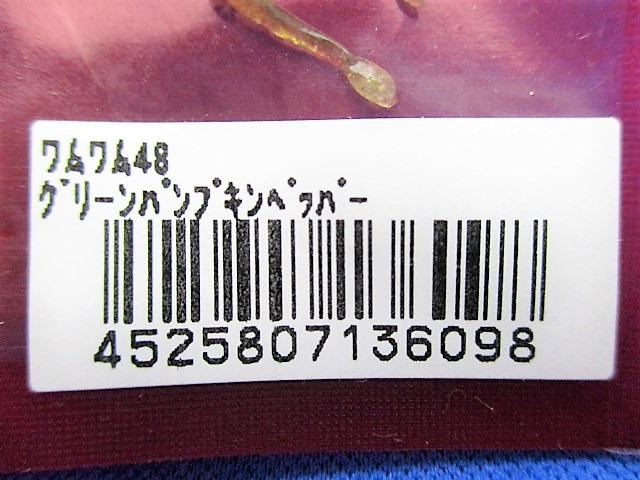 ﾜﾑﾜﾑ48
ｸﾞﾘｰﾝﾊﾟﾝﾌﾟｷﾝﾍﾟｯﾊﾟｰ
4525807136098